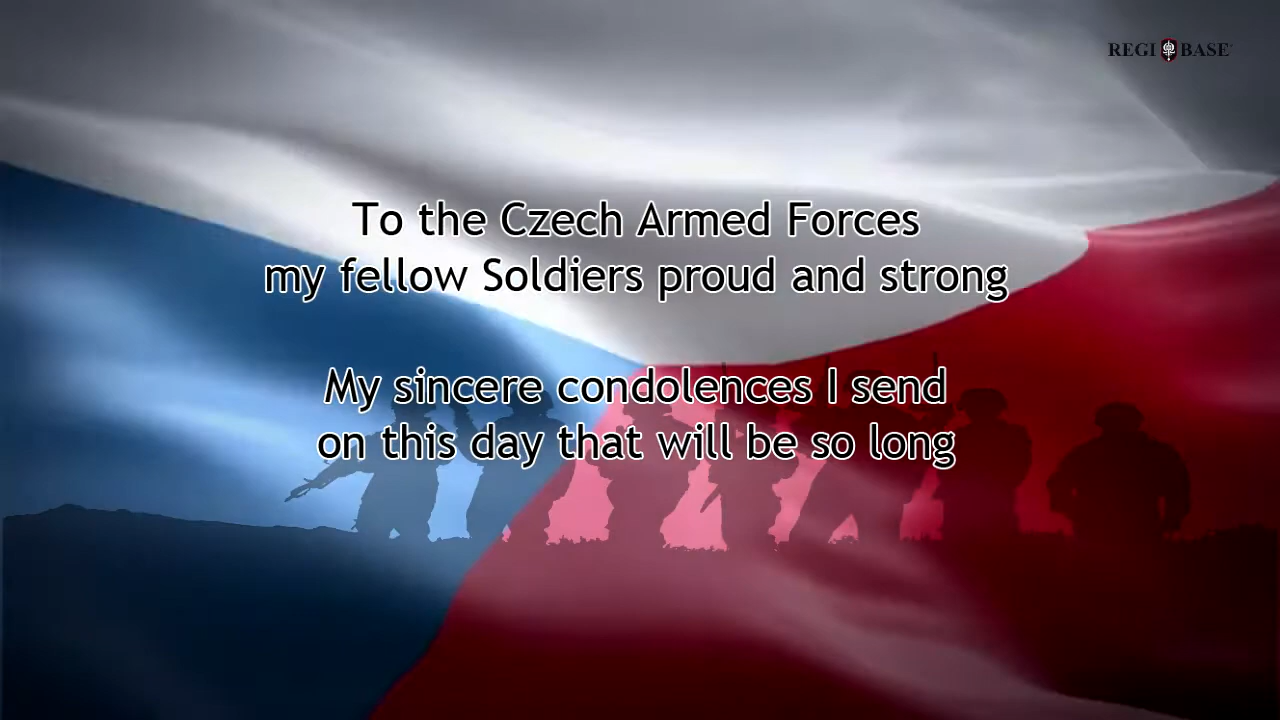 REGI BASE
To the Czech Armed Forces
my fellow Soldiers proud and strong
My sincere condolences I send
on this day that will be so long